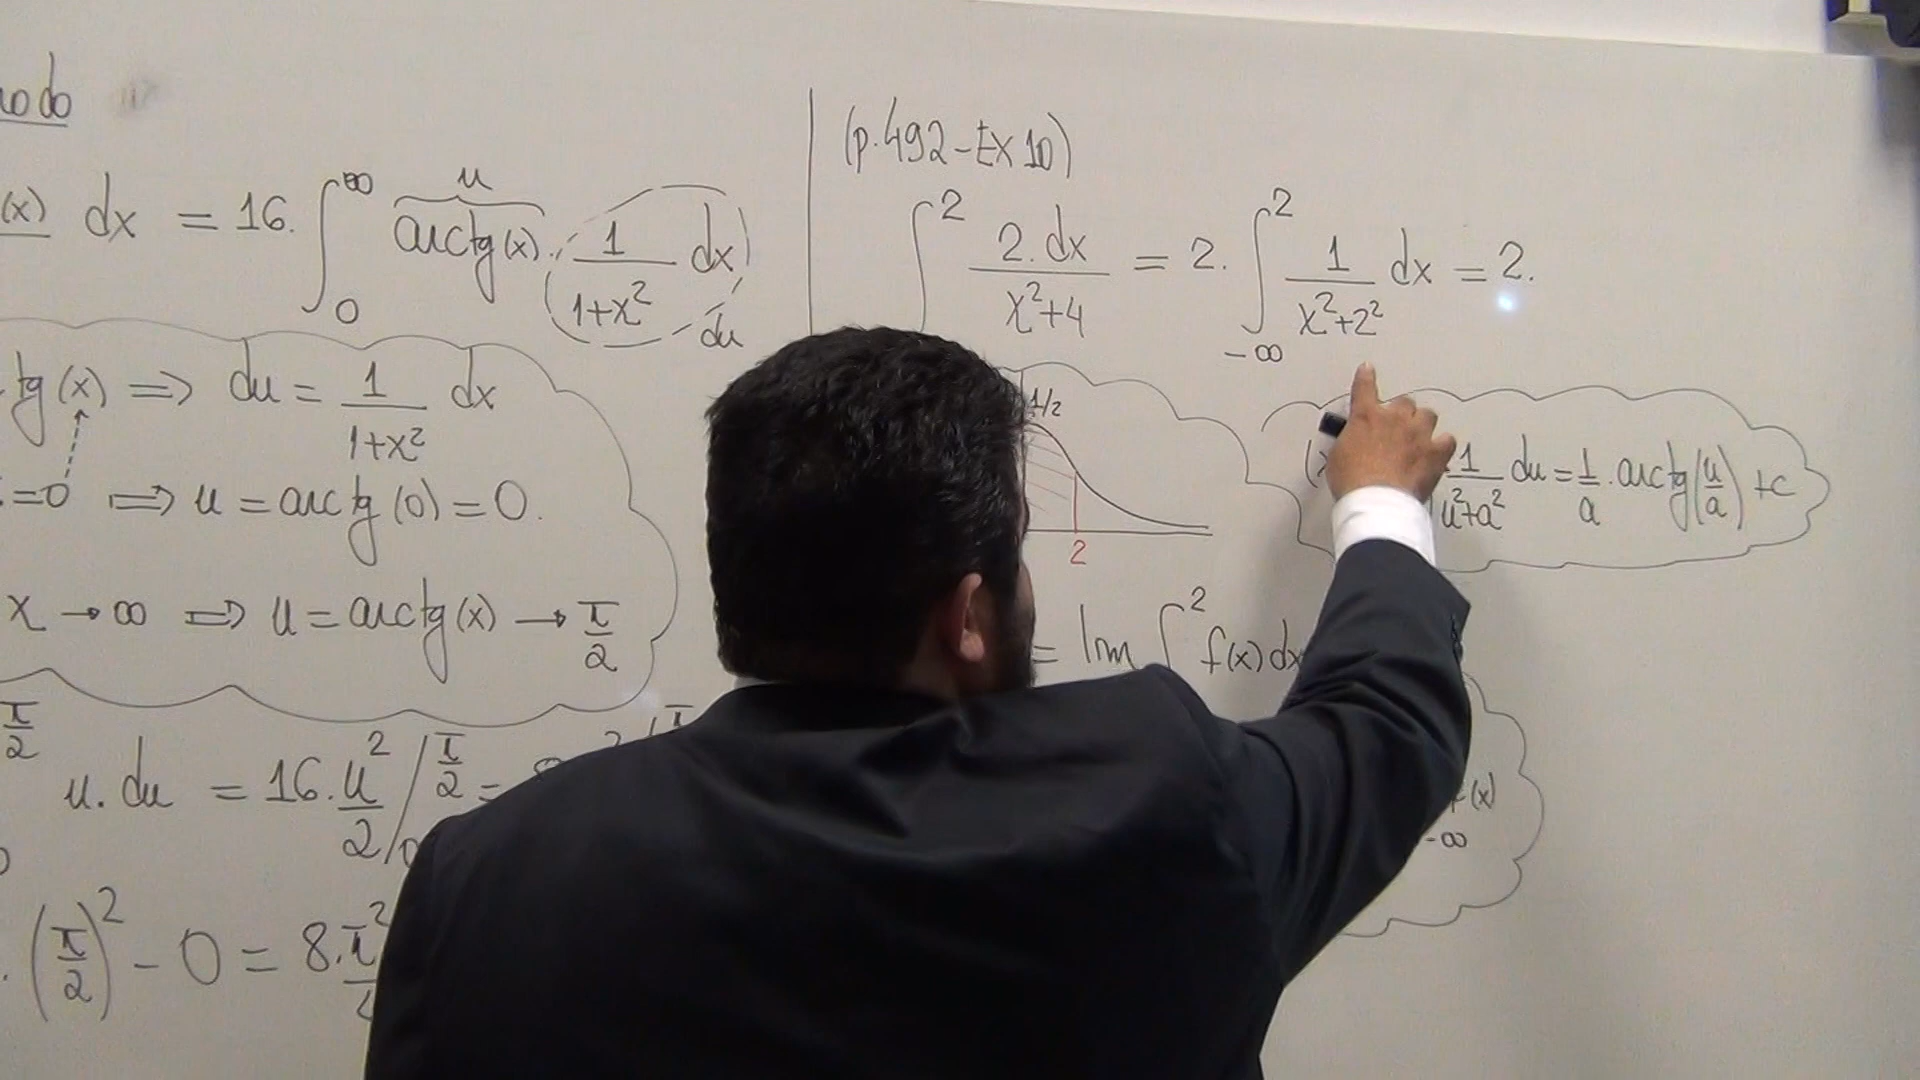 u
(x) dx = 16. ∫₀^∞ arctg(x). 1/(1+x²) dx
du
tg(x) ⟹ du = 1/(1+x²) dx
=0 ⟹ u = arctg(0) = 0.
x → ∞ ⟹ u = arctg(x) → π/2
π/2
u.du = 16. u²/2 /₀^(π/2) =
(π/2)² - 0 = 8. π²
(p.492-EX 10)
∫² 2.dx/(x²+4) = 2. ∫_{-∞}^2 1/(x²+2²) dx = 2.
1/2
2
1/(u²+a²) du = 1/a . arctg(u/a) + c
= lim ∫² f(x) dx
(x)
-∞